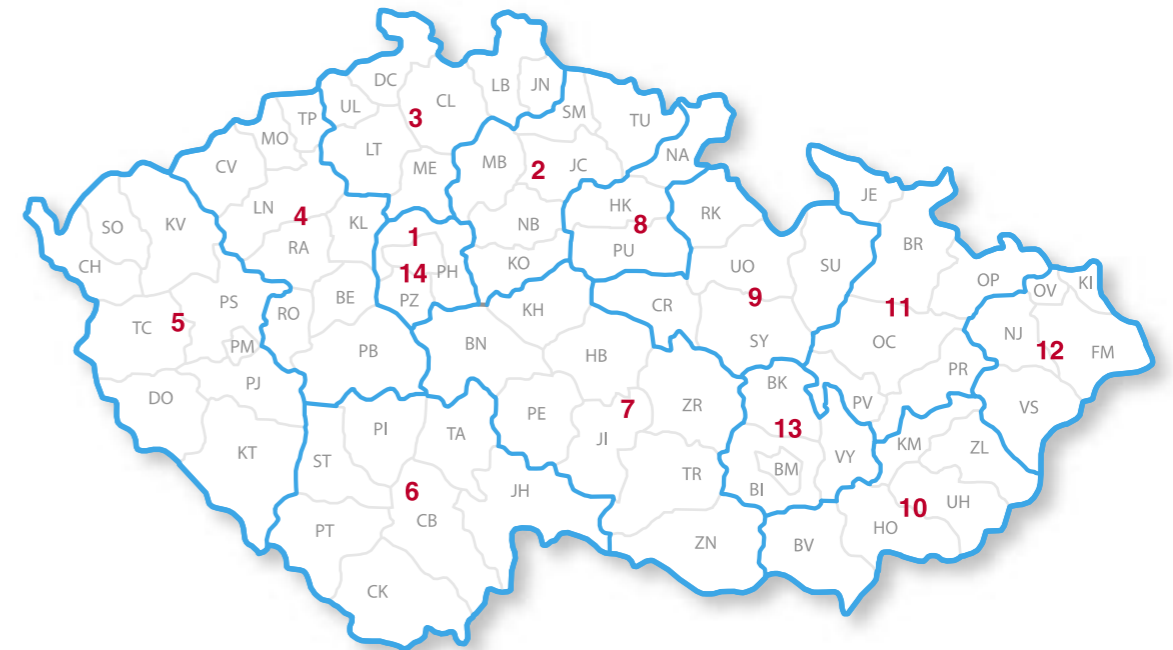 DC
LB
JN
CL
UL
SM
TP
3
TU
MO
LT
NA
CV
ME
MB
2
JC
LN
4
KL
HK
RK
JE
SO
KV
NB
8
RA
1
PU
BR
CH
14
PH
KO
UO
SU
OP
KI
OV
PS
BE
PZ
9
TC
5
RO
KH
CR
11
NJ
PM
PB
BN
HB
SY
OC
12
FM
PJ
PR
DO
PE
7
ZR
BK
PV
VS
PI
TA
JI
13
KT
ST
KM
ZL
VY
BM
TR
BI
6
JH
10
UH
PT
CB
HO
ZN
BV
CK